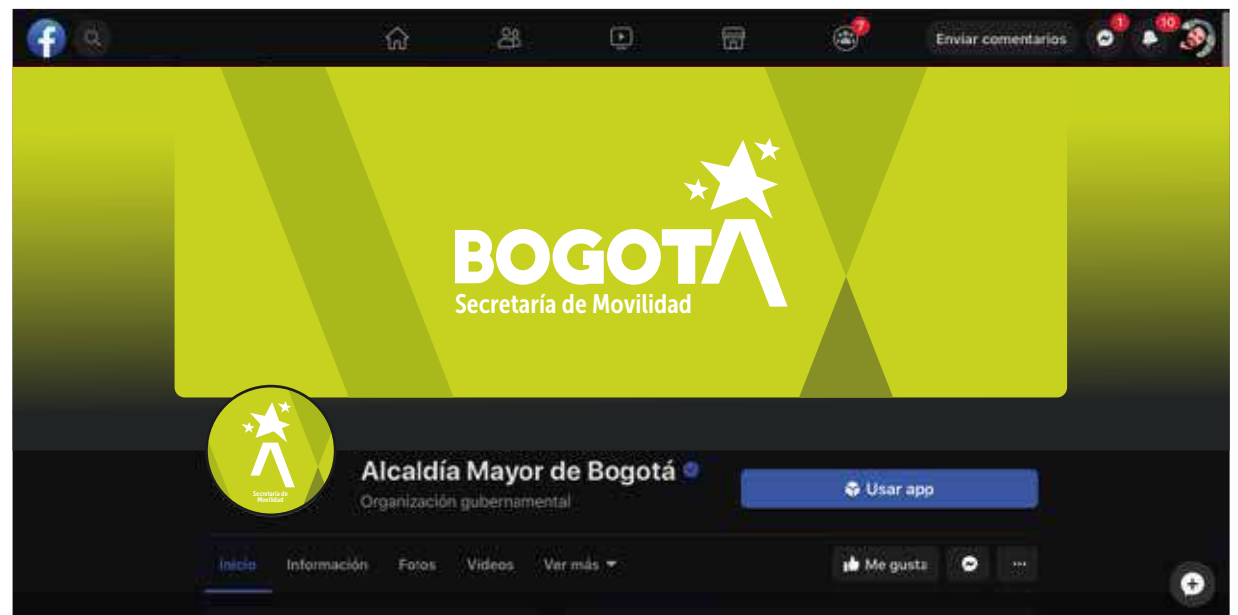 7
Enviar comentarios
1
10
BOGOTÁ
Secretaría de Movilidad
Secretaría de
Movilidad
Alcaldía Mayor de Bogotá
Organización gubernamental
Usar app
Inicio
Información
Fotos
Videos
Ver más
Me gusta